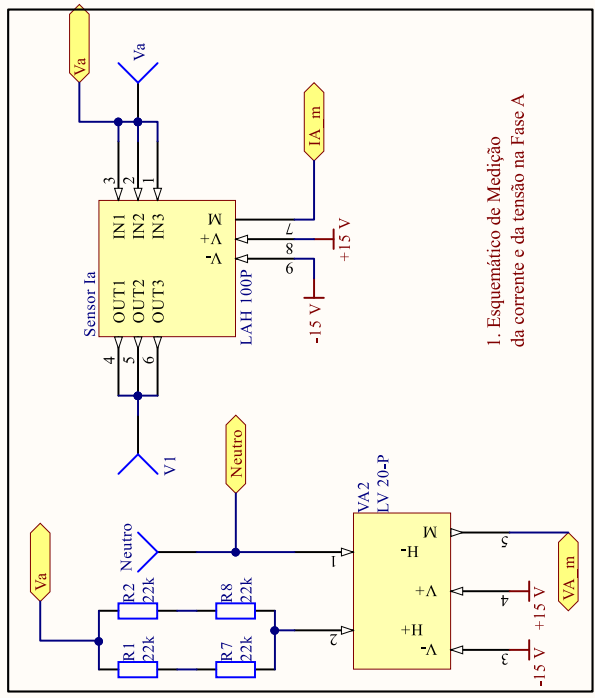 Va
Va
3
2
1
IN1
IN2
IN3
Sensor Ia
OUT1
OUT2
OUT3
4
5
6
V1
M
V+
V-
7
8
9
LAH 100P
IA_m
+15 V
-15 V
1. Esquemático de Medição
da corrente e da tensão na Fase A
Va
Neutro
Neutro
R2
22k
R8
22k
R1
22k
R7
22k
1
2
VA2
LV 20-P
H-
H+
M
V+
V-
5
4
3
VA_m
+15 V
-15 V